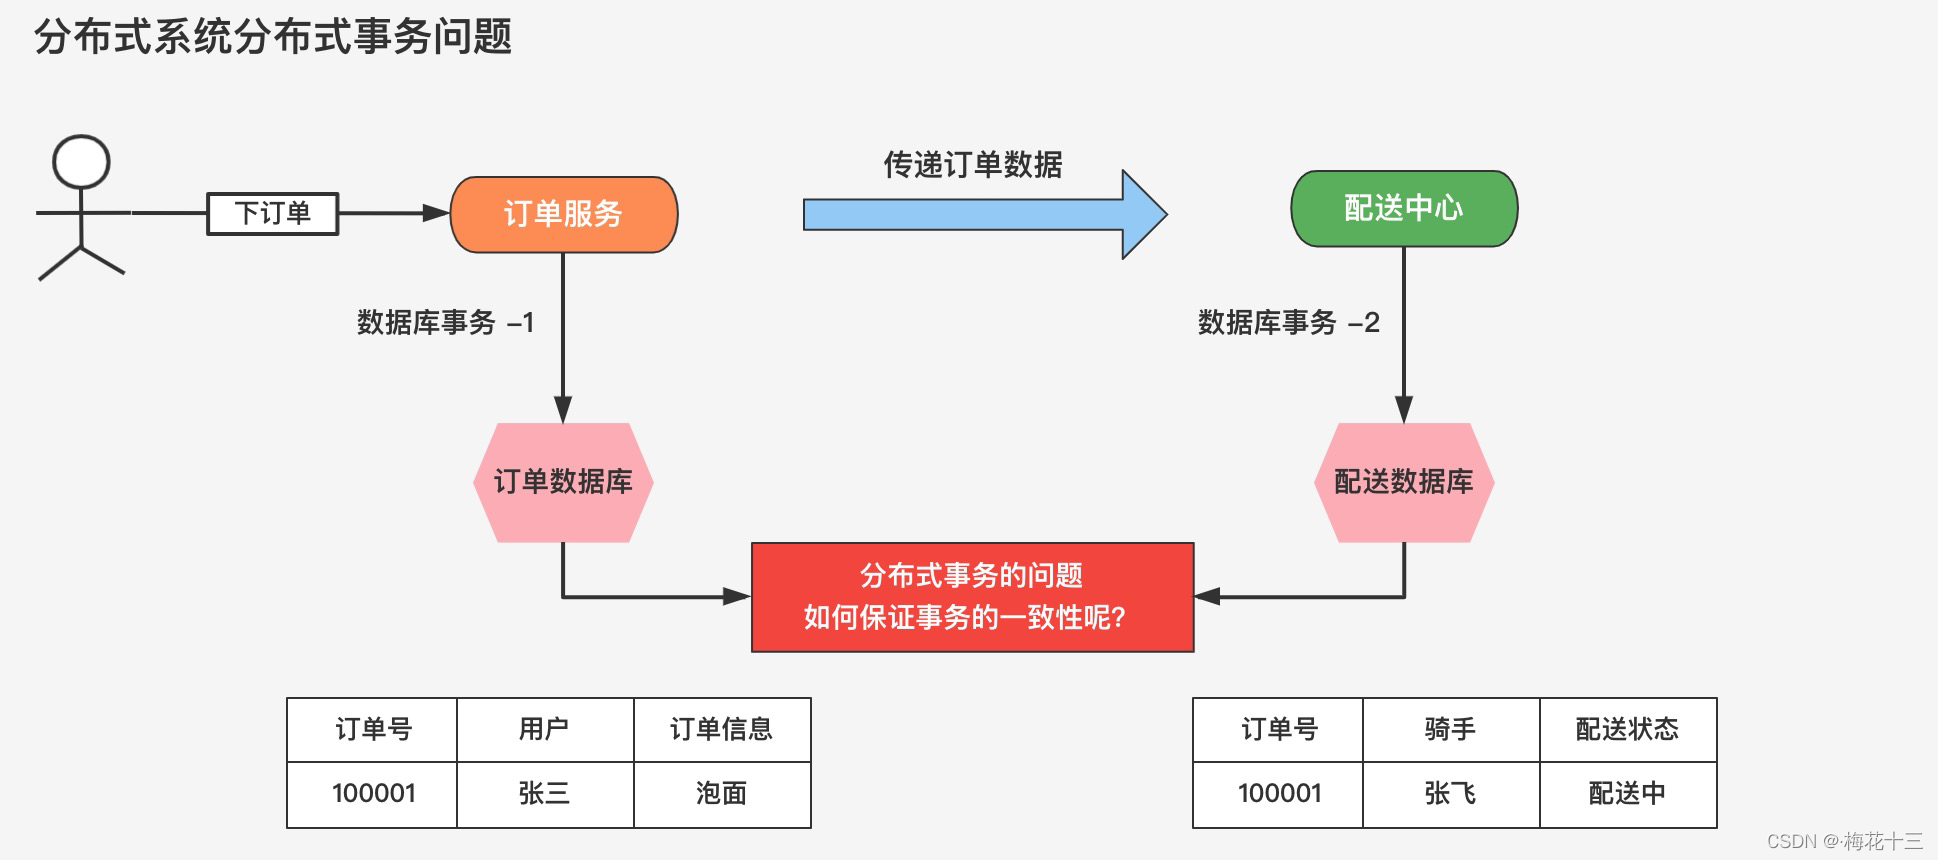 分布式系统分布式事务问题
下订单
订单服务
传递订单数据
配送中心
数据库事务 -1
数据库事务 -2
订单数据库
配送数据库
分布式事务的问题
如何保证事务的一致性呢?
订单号 用户 订单信息
100001 张三 泡面
订单号 骑手 配送状态
100001 张飞 配送中
CSDN @·梅花十三